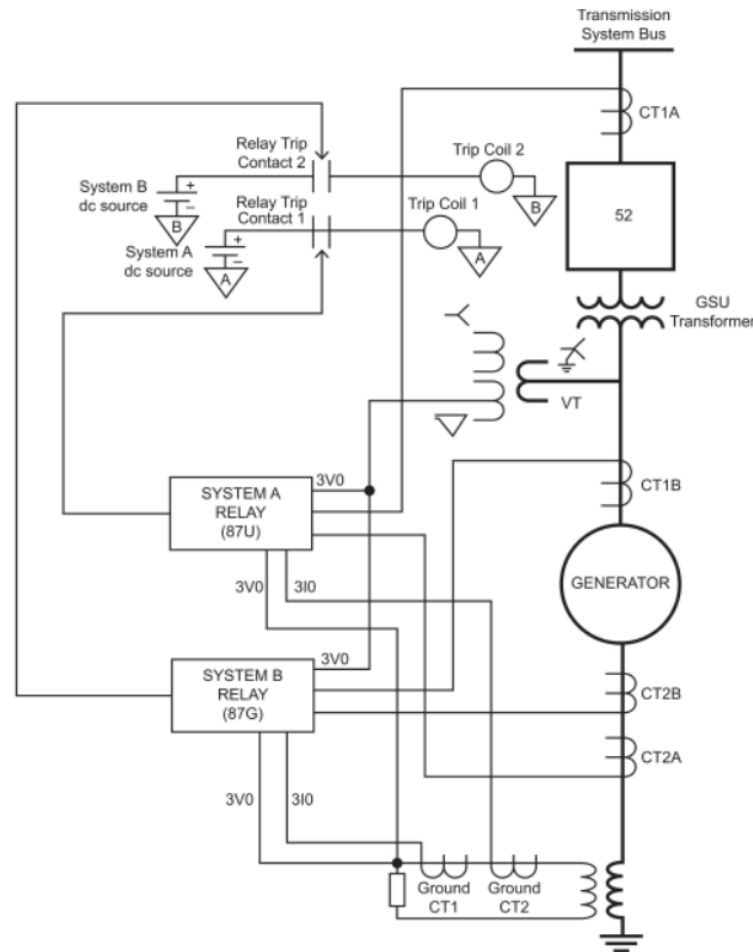 Transmission
System Bus
CT1A
Relay Trip
Contact 2
Trip Coil 2
System B
dc source
+
−
B
B
Relay Trip
Contact 1
Trip Coil 1
52
System A
dc source
+
−
A
A
GSU
Transformer
VT
3V0
CT1B
SYSTEM A
RELAY
(87U)
GENERATOR
3V0
3I0
3V0
SYSTEM B
RELAY
(87G)
CT2B
CT2A
3V0
3I0
Ground
CT1
Ground
CT2